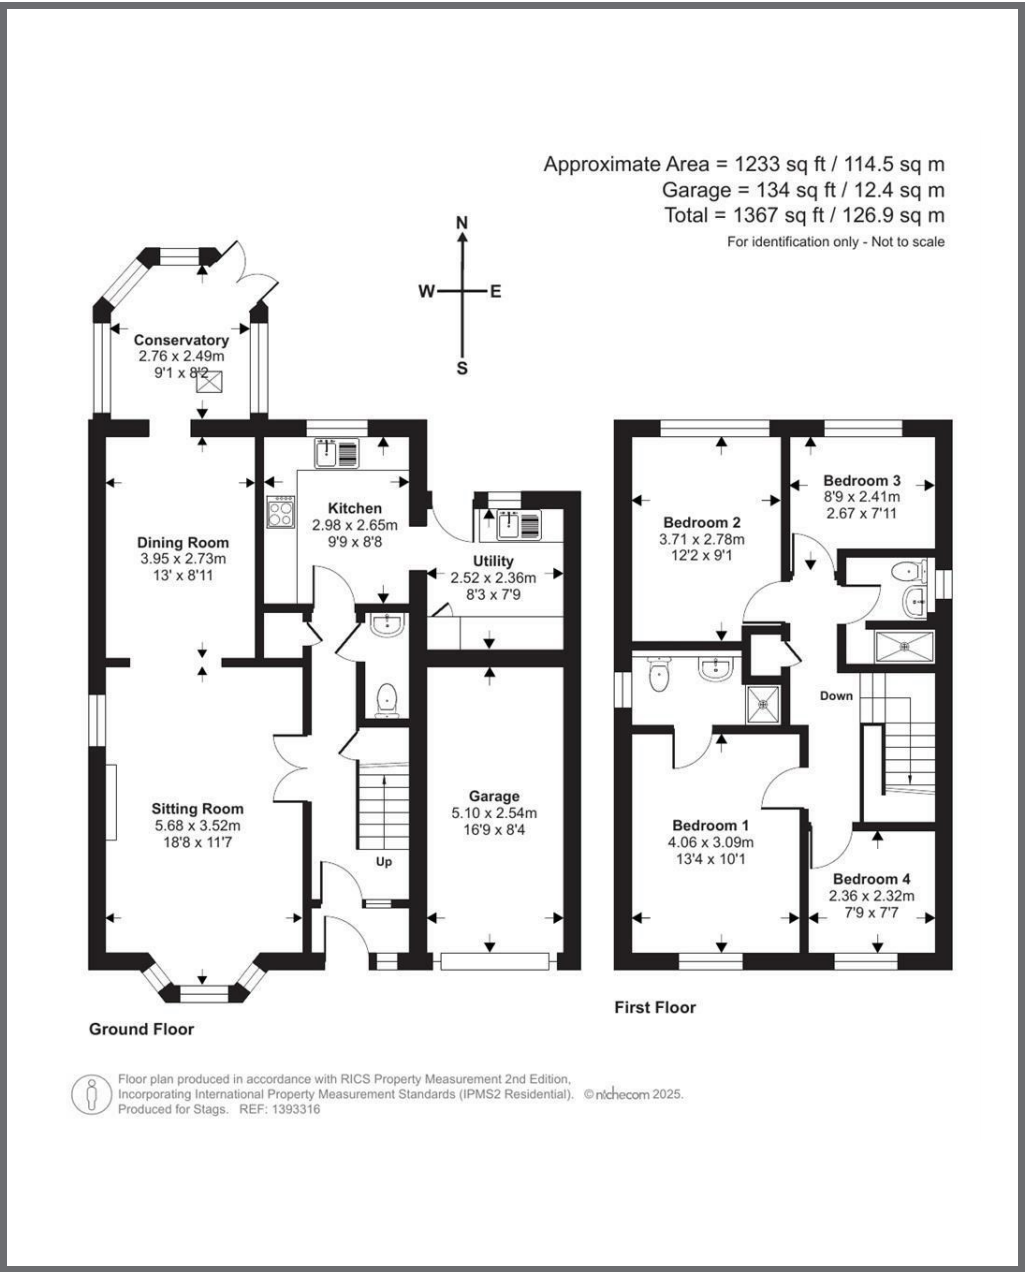 Approximate Area = 1233 sq ft / 114.5 sq m
Garage = 134 sq ft / 12.4 sq m
Total = 1367 sq ft / 126.9 sq m
For identification only - Not to scale
N
W E
S
Conservatory
2.76 x 2.49m
9'1 x 8'2
Dining Room
3.95 x 2.73m
13' x 8'11
Kitchen
2.98 x 2.65m
9'9 x 8'8
Utility
2.52 x 2.36m
8'3 x 7'9
Sitting Room
5.68 x 3.52m
18'8 x 11'7
Up
Garage
5.10 x 2.54m
16'9 x 8'4
Ground Floor
Bedroom 2
3.71 x 2.78m
12'2 x 9'1
Bedroom 3
8'9 x 2.41m
2.67 x 7'11
Down
Bedroom 1
4.06 x 3.09m
13'4 x 10'1
Bedroom 4
2.36 x 2.32m
7'9 x 7'7
First Floor
Floor plan produced in accordance with RICS Property Measurement 2nd Edition,
Incorporating International Property Measurement Standards (IPMS2 Residential). © nichecom 2025.
Produced for Stags. REF: 1393316